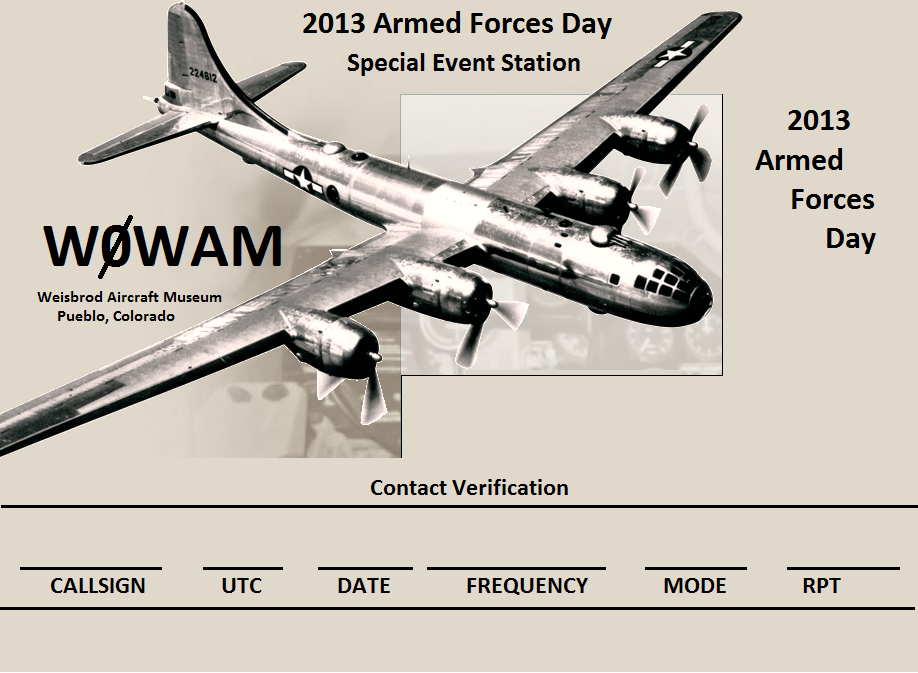 2013 Armed Forces Day
Special Event Station
224612
2013
Armed
Forces
Day
WØWAM
Weisbrod Aircraft Museum
Pueblo, Colorado
Contact Verification
CALLSIGN UTC DATE FREQUENCY MODE RPT